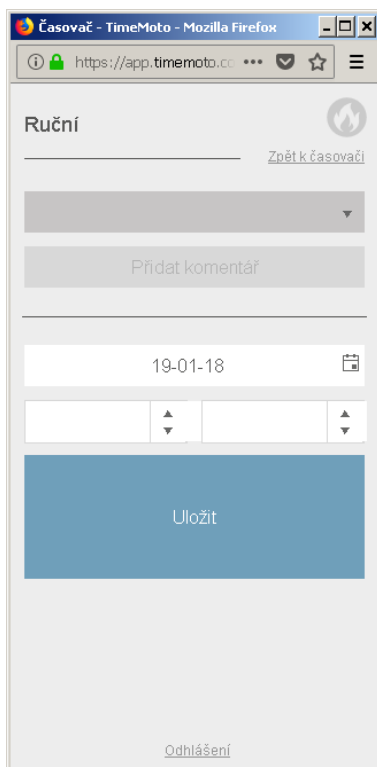 Časovač - TimeMoto - Mozilla Firefox
https://app.timemoto.co
Ruční
Zpět k časovači
Přidat komentář
19-01-18
Uložit
Odhlášení